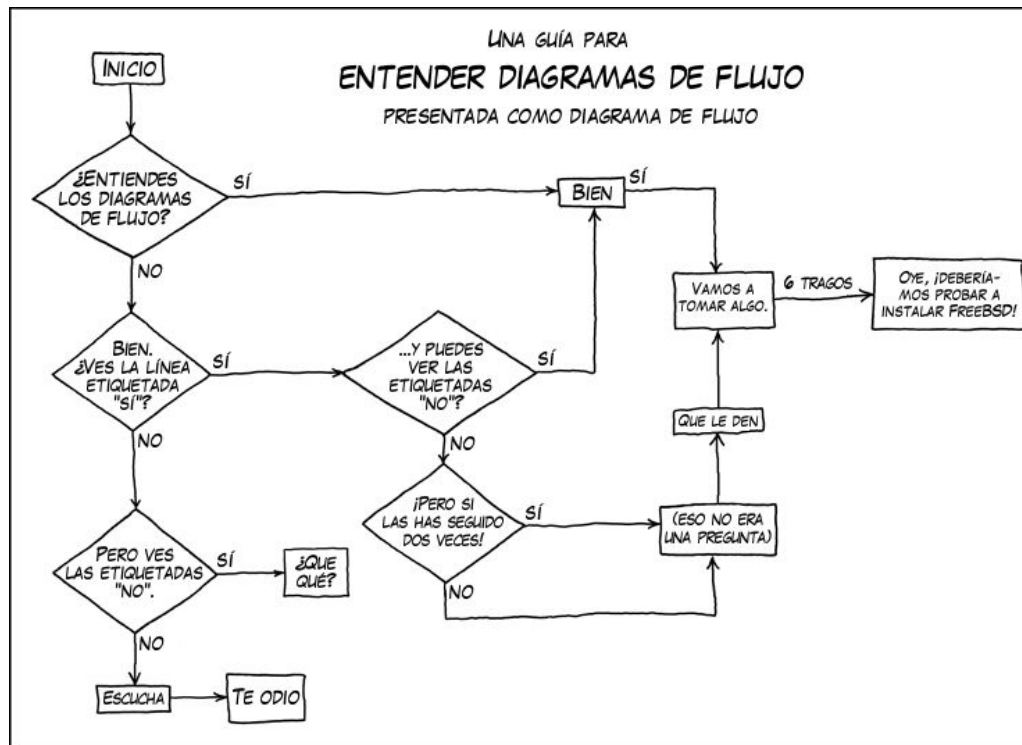 UNA GUÍA PARA
ENTENDER DIAGRAMAS DE FLUJO
PRESENTADA COMO DIAGRAMA DE FLUJO
INICIO
¿ENTIENDES
LOS DIAGRAMAS
DE FLUJO?
SÍ
BIEN
SÍ
NO
VAMOS A
TOMAR ALGO.
6 TRAGOS
OYE, ¡DEBERÍA-
MOS PROBAR A
INSTALAR FREEBSD!
BIEN.
¿VES LA LÍNEA
ETIQUETADA
"SÍ"?
SÍ
...Y PUEDES
VER LAS
ETIQUETADAS
"NO"?
SÍ
NO
NO
QUE LE DEN
¡PERO SI
LAS HAS SEGUIDO
DOS VECES!
SÍ
(ESO NO ERA
UNA PREGUNTA)
NO
PERO VES
LAS ETIQUETADAS
"NO".
SÍ
¿QUE
QUÉ?
NO
ESCUCHA
TE ODIO